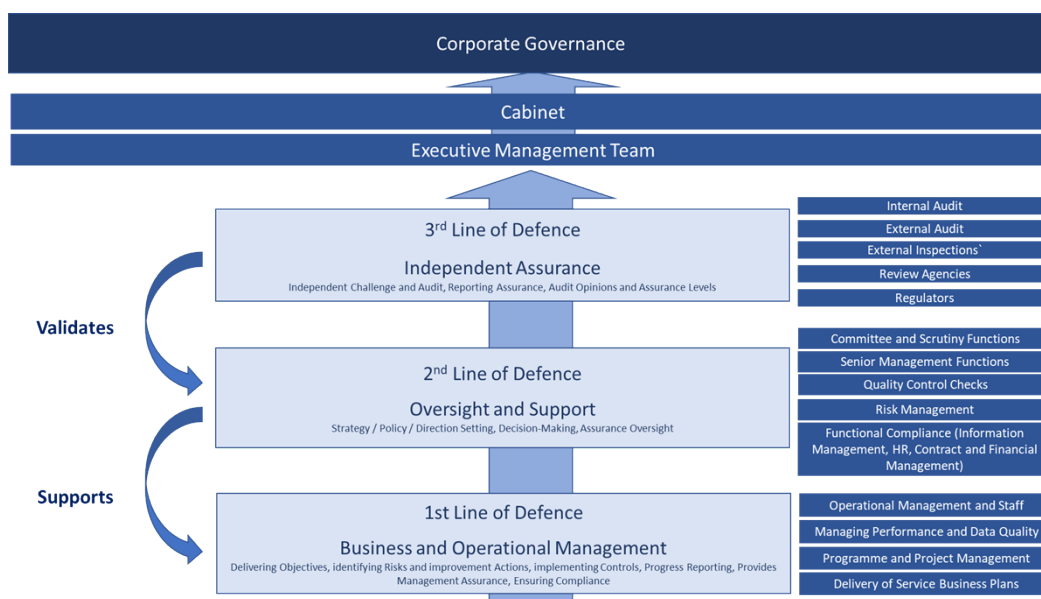 Corporate Governance
Cabinet
Executive Management Team
3rd Line of Defence
Independent Assurance
Independent Challenge and Audit, Reporting Assurance, Audit Opinions and Assurance Levels
Internal Audit
External Audit
External Inspections`
Review Agencies
Regulators
Validates
2nd Line of Defence
Oversight and Support
Strategy / Policy / Direction Setting, Decision-Making, Assurance Oversight
Committee and Scrutiny Functions
Senior Management Functions
Quality Control Checks
Risk Management
Functional Compliance (Information
Management, HR, Contract and Financial
Management)
Supports
1st Line of Defence
Business and Operational Management
Delivering Objectives, identifying Risks and improvement Actions, implementing Controls, Progress Reporting, Provides
Management Assurance, Ensuring Compliance
Operational Management and Staff
Managing Performance and Data Quality
Programme and Project Management
Delivery of Service Business Plans